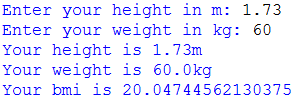 Enter your height in m: 1.73
Enter your weight in kg: 60
Your height is 1.73m
Your weight is 60.0kg
Your bmi is 20.04744562130375